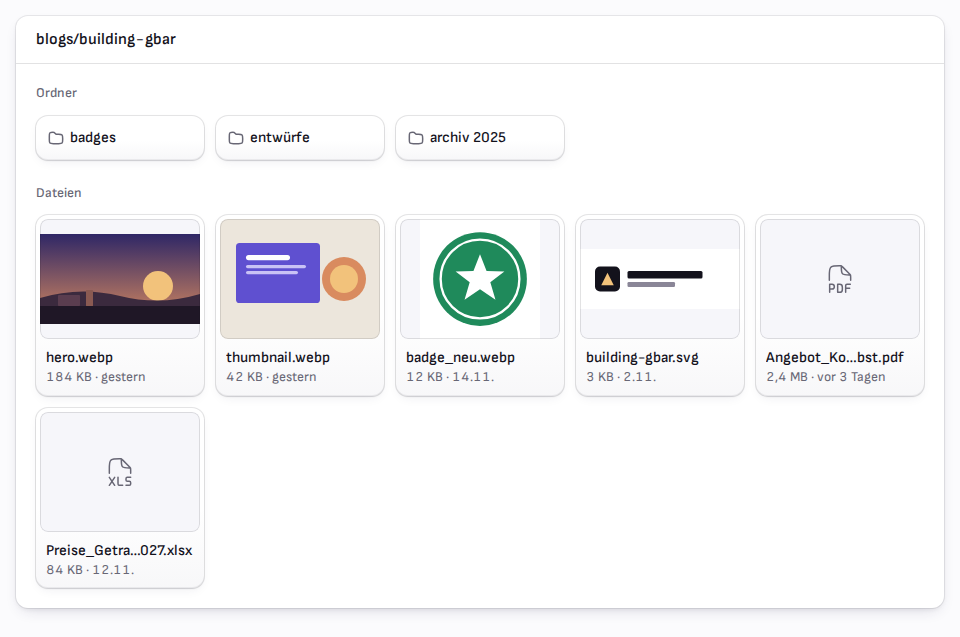 blogs/building-gbar
Ordner
badges
entwürfe
archiv 2025
Dateien
hero.webp
184 KB · gestern
thumbnail.webp
42 KB · gestern
badge_neu.webp
12 KB · 14.11.
building-gbar.svg
3 KB · 2.11.
PDF
Angebot_Ko...bst.pdf
2,4 MB · vor 3 Tagen
XLS
Preise_Getra...027.xlsx
84 KB · 12.11.